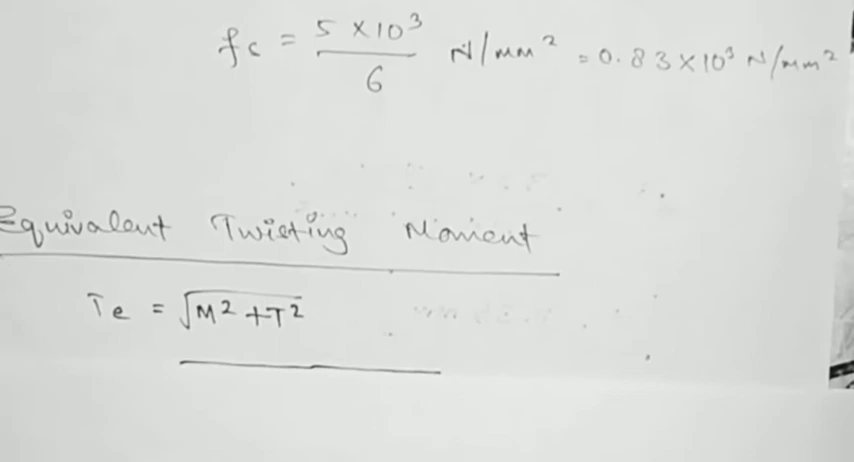 fc = 5 × 10³ / 6 N/mm² = 0.83 × 10³ N/mm²
Equivalent Twisting Moment
Te = √(M² + T²)